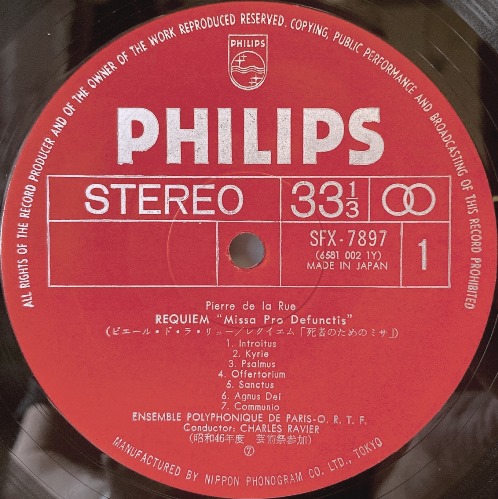 ALL RIGHTS OF THE RECORD PRODUCER AND OF THE OWNER OF THE WORK REPRODUCED RESERVED. COPYING, PUBLIC PERFORMANCE AND BROADCASTING OF THIS RECORD PROHIBITED
PHILIPS
PHILIPS
STEREO 33 1/3
SFX-7897
(6581 002 1Y)
MADE IN JAPAN
1
Pierre de la Rue
REQUIEM “Missa Pro Defunctis”
(ピエール・ド・ラ・リュー/レクイエム「死者のためのミサ」)
1. Introitus
2. Kyrie
3. Psalmus
4. Offertorium
5. Sanctus
6. Agnus Dei
7. Communio
ENSEMBLE POLYPHONIQUE DE PARIS-O. R. T. F.
Conductor: CHARLES RAVIER
(昭和46年度 芸術祭参加)
⑦
MANUFACTURED BY NIPPON PHONOGRAM CO. LTD., TOKYO